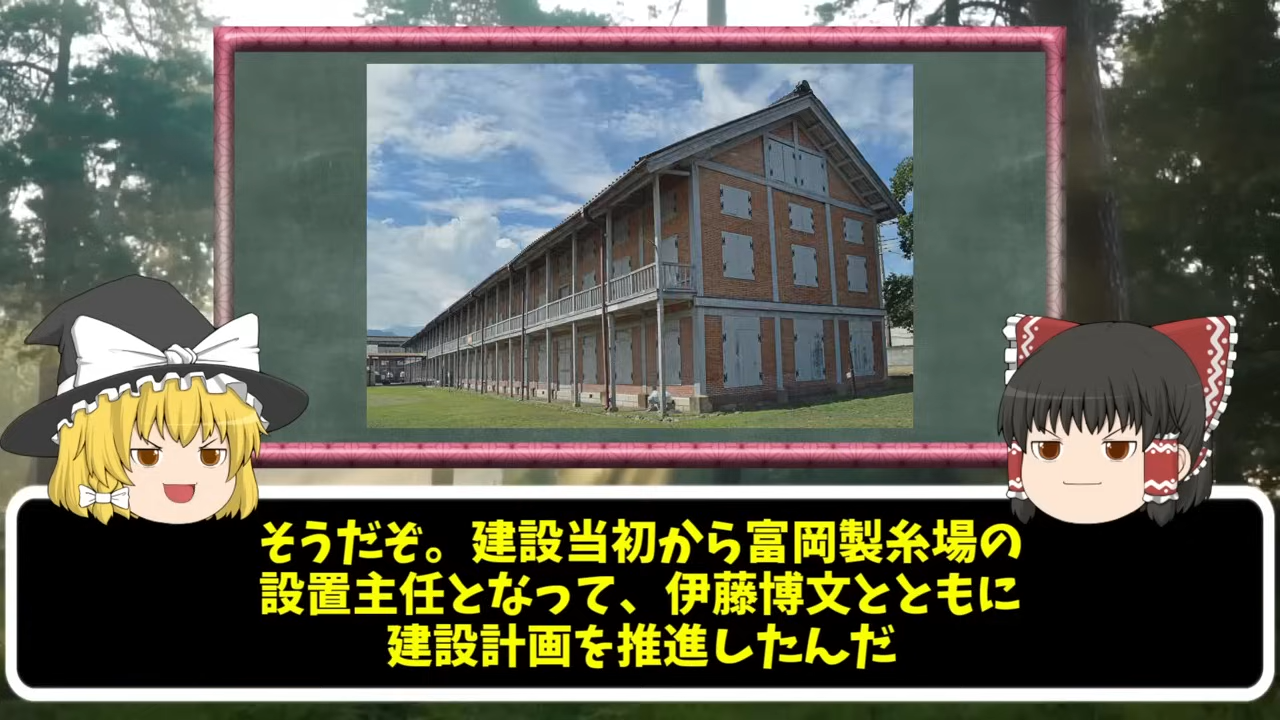 そうだぞ。建設当初から富岡製糸場の
設置主任となって、伊藤博文とともに
建設計画を推進したんだ